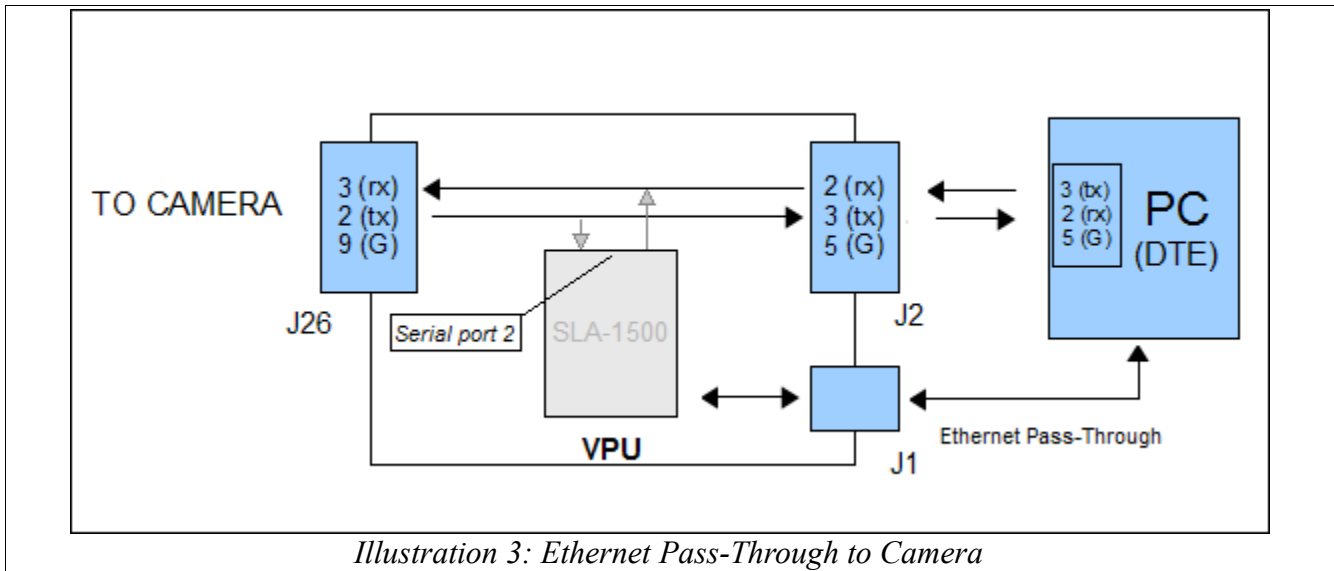 TO CAMERA
3 (rx)
2 (tx)
9 (G)
J26
Serial port 2
SLA-1500
VPU
2 (rx)
3 (tx)
5 (G)
J2
J1
3 (tx)
2 (rx)
5 (G)
PC
(DTE)
Ethernet Pass-Through
Illustration 3: Ethernet Pass-Through to Camera